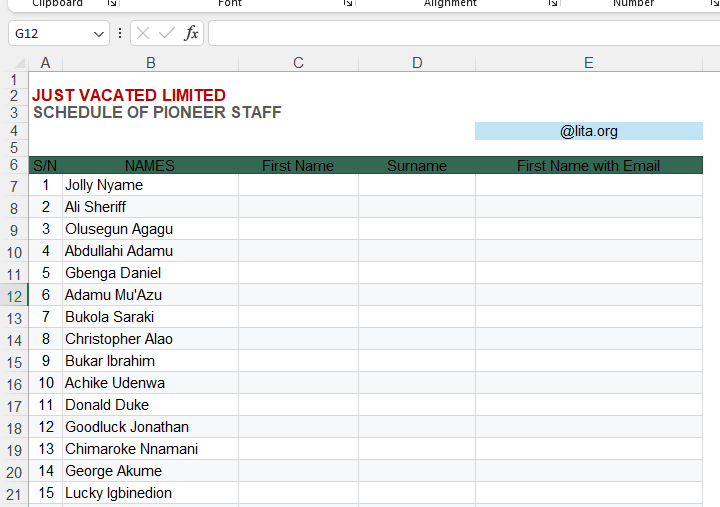 Clipboard Font Alignment Number
G12 fx
A B C D E
1
2 JUST VACATED LIMITED
3 SCHEDULE OF PIONEER STAFF
4 @lita.org
5
6 S/N NAMES First Name Surname First Name with Email
7 1 Jolly Nyame
8 2 Ali Sheriff
9 3 Olusegun Agagu
10 4 Abdullahi Adamu
11 5 Gbenga Daniel
12 6 Adamu Mu'Azu
13 7 Bukola Saraki
14 8 Christopher Alao
15 9 Bukar Ibrahim
16 10 Achike Udenwa
17 11 Donald Duke
18 12 Goodluck Jonathan
19 13 Chimaroke Nnamani
20 14 George Akume
21 15 Lucky Igbinedion